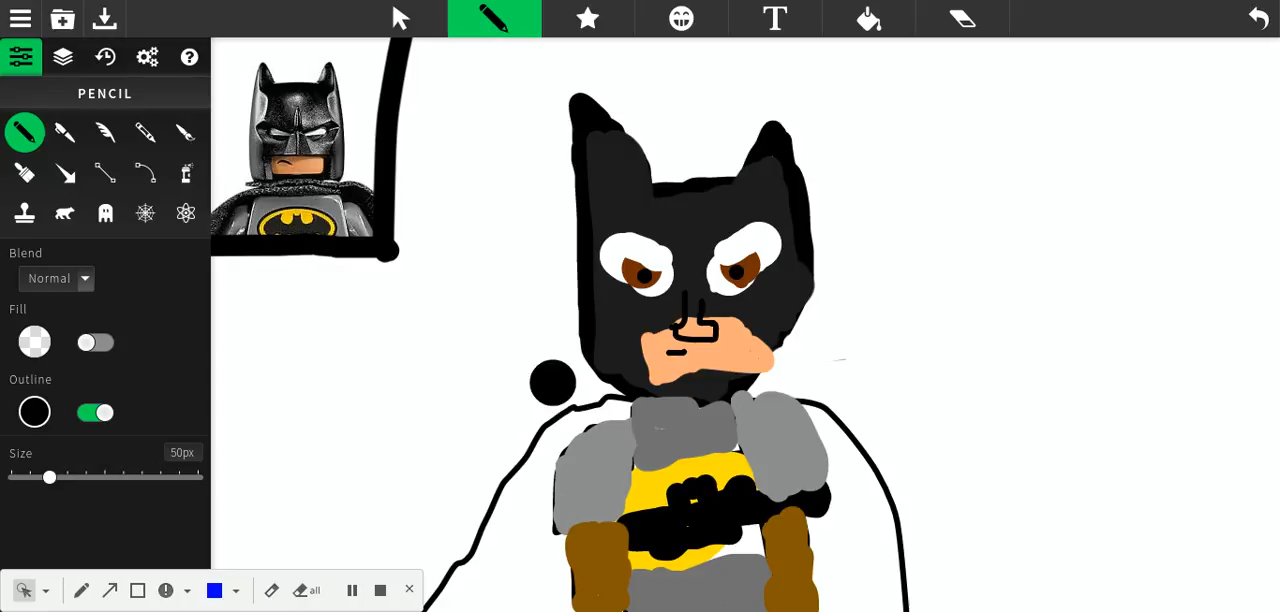 T
?
PENCIL
Blend
Normal
Fill
Outline
Size
50px
all